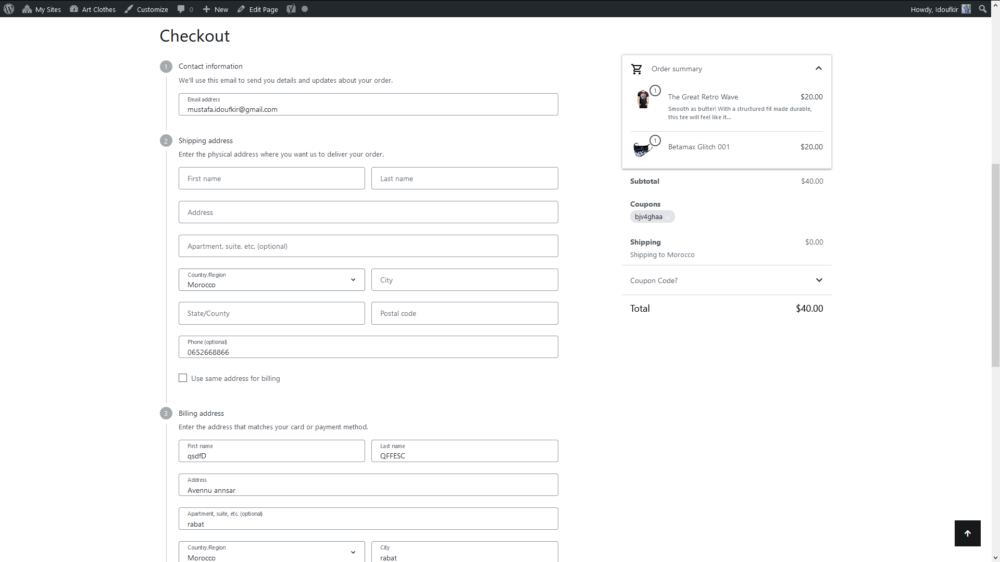 My Sites
Art Clothes
Customize
0
New
Edit Page
Howdy, Idoufkir
Checkout
1
Contact information
We'll use this email to send you details and updates about your order.
Email address
mustafa.idoufkir@gmail.com
2
Shipping address
Enter the physical address where you want us to deliver your order.
First name
Last name
Address
Apartment, suite, etc. (optional)
Country/Region
Morocco
City
State/County
Postal code
Phone (optional)
0652668866
Use same address for billing
3
Billing address
Enter the address that matches your card or payment method.
First name
qsdfD
Last name
QFFESC
Address
Avennu annsar
Apartment, suite, etc. (optional)
rabat
Country/Region
Morocco
City
rabat
Order summary
1
The Great Retro Wave
$20.00
Smooth as butter! With a structured fit made durable,
this tee will feel like it...
1
Betamax Glitch 001
$20.00
Subtotal
$40.00
Coupons
bjv4ghaa
Shipping
$0.00
Shipping to Morocco
Coupon Code?
Total
$40.00